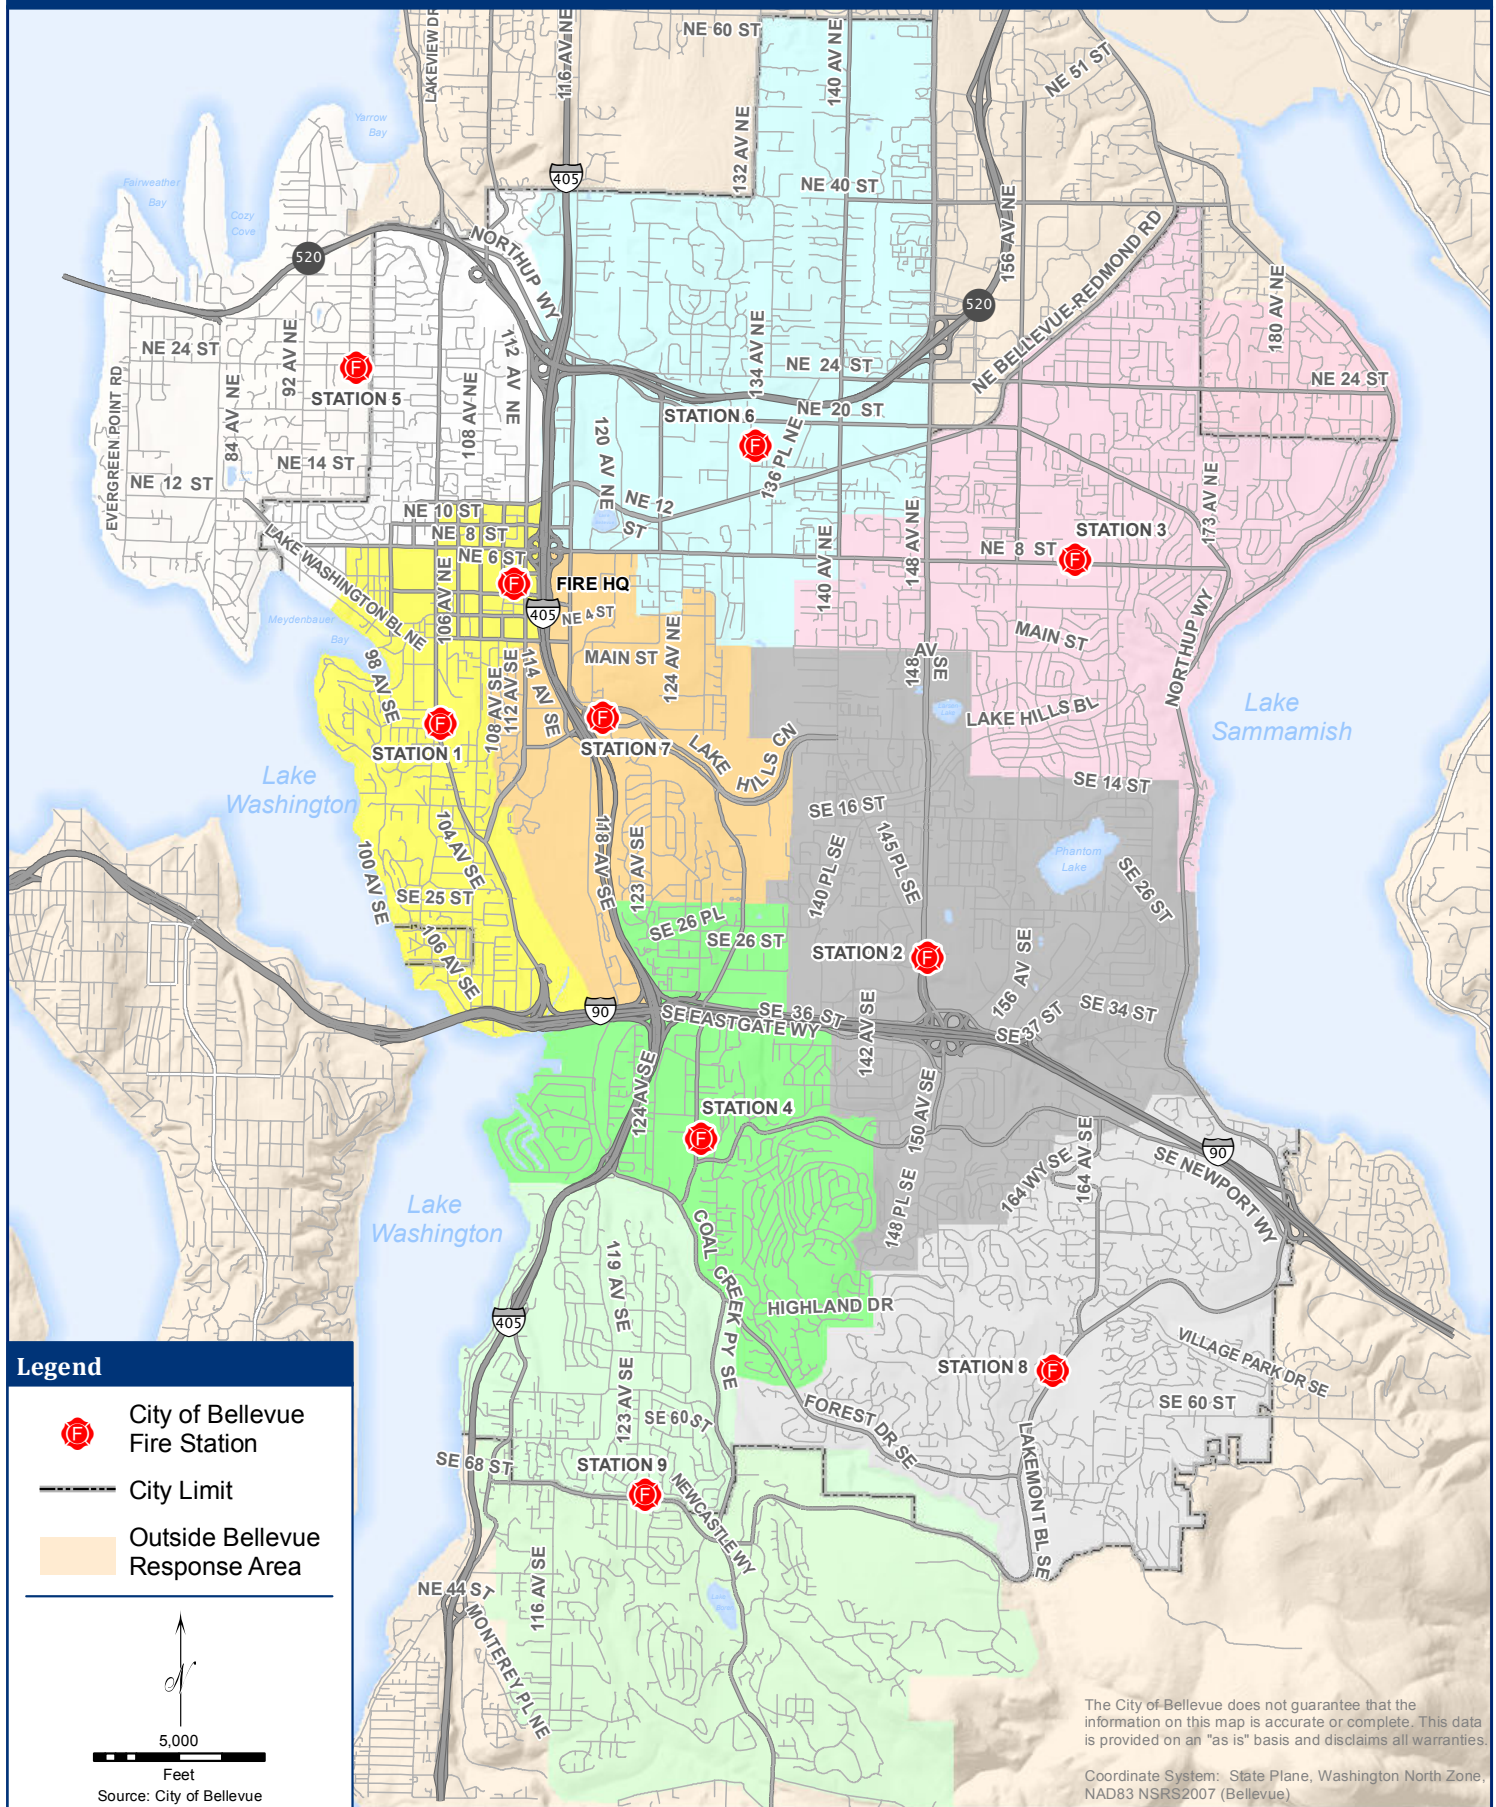 NE 60 ST
116 AV NE
LAKEVIEW DR
140 AV NE
NE 51 ST
Yarrow
Bay
132 AV NE
405
NE 40 ST
Fairweather
Bay
Cozy
Cove
156 AV NE
520
NORTHUP WY
NE BELLEVUE-REDMOND RD
180 AV NE
520
NE 24 ST
92 AV NE
112 AV NE
134 AV NE
NE 24 ST
NE 24 ST
F
STATION 5
EVERGREEN POINT RD
84 AV NE
108 AV NE
STATION 6
NE 20 ST
F
120 AV NE
136 PL NE
NE 14 ST
NE 12 ST
173 AV NE
NE 10 ST
NE 12
ST
NE 8 ST
148 AV NE
STATION 3
NE 6 ST
NE 8 ST
F
LAKE WASHINGTON BL NE
106 AV NE
F
FIRE HQ
140 AV NE
405
NE 4 ST
Meydenbauer
Bay
MAIN ST
NORTHUP WY
98 AV SE
MAIN ST
124 AV NE
148 AV SE
108 AV SE
112 AV SE
114 AV SE
F
STATION 1
F
STATION 7
LAKE HILLS BL
Lake
Sammamish
LAKE
HILLS CN
Lake
Washington
SE 14 ST
SE 16 ST
104 AV SE
118 AV SE
123 AV SE
140 PL SE
145 PL SE
Phantom
Lake
SE 26 ST
100 AV SE
SE 25 ST
SE 26 PL
SE 26 ST
106 AV SE
STATION 2
F
156 AV SE
90
SE 36 ST
SE EASTGATE WY
142 AV SE
SE 37 ST
SE 34 ST
124 AV SE
STATION 4
F
150 AV SE
164 AV SE
90
164 WY SE
SE NEWPORT WY
148 PL SE
Lake
Washington
COAL CREEK PY SE
119 AV SE
HIGHLAND DR
405
STATION 8
F
VILLAGE PARK DR SE
123 AV SE
SE 60 ST
FOREST DR SE
SE 60 ST
LAKEMONT BL SE
SE 68 ST
STATION 9
F
NEWCASTLE WY
116 AV SE
NE 44 ST
MONTEREY PL NE
Legend
F
City of Bellevue
Fire Station
City Limit
Outside Bellevue
Response Area
N
5,000
Feet
Source: City of Bellevue
The City of Bellevue does not guarantee that the
information on this map is accurate or complete. This data
is provided on an "as is" basis and disclaims all warranties.
Coordinate System: State Plane, Washington North Zone,
NAD83 NSRS2007 (Bellevue)